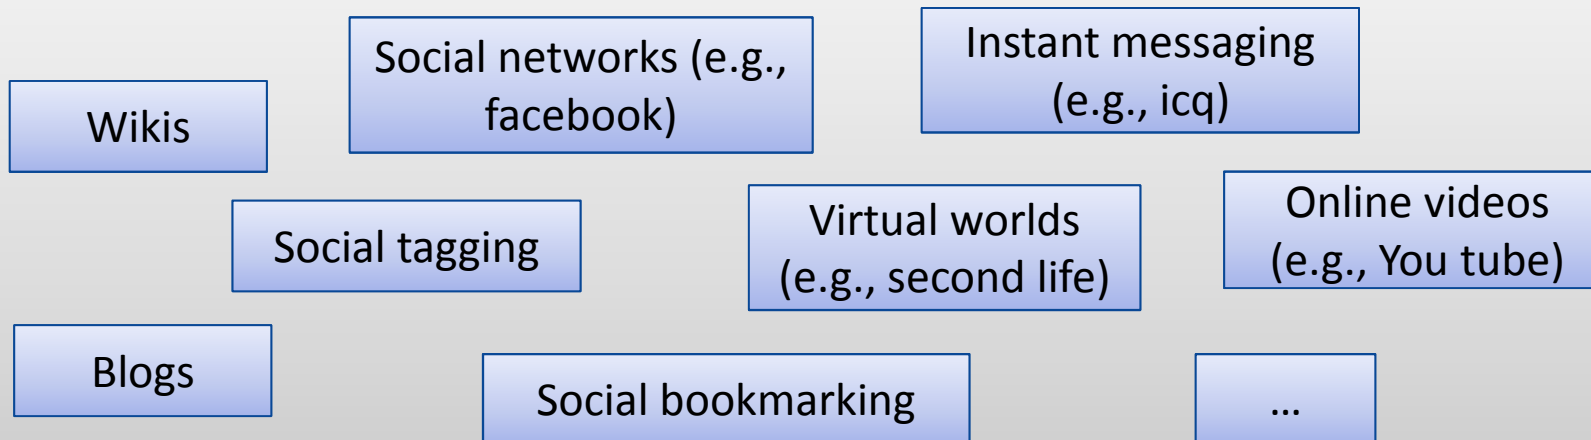 Social networks (e.g.,
facebook)
Instant messaging
(e.g., icq)
Wikis
Social tagging
Virtual worlds
(e.g., second life)
Online videos
(e.g., You tube)
Blogs
Social bookmarking
...